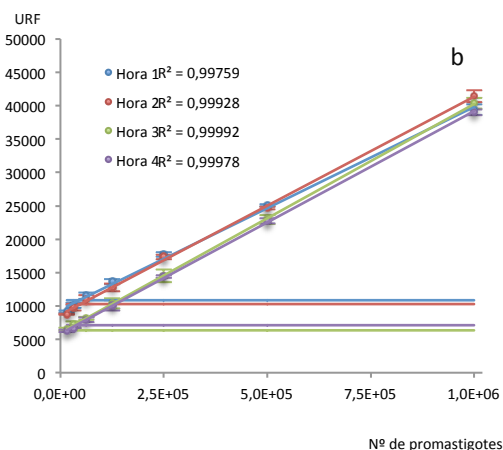 URF
50000
45000
40000
35000
30000
25000
20000
15000
10000
5000
0
b
Hora 1R² = 0,99759
Hora 2R² = 0,99928
Hora 3R² = 0,99992
Hora 4R² = 0,99978
0,0E+00 2,5E+05 5,0E+05 7,5E+05 1,0E+06
Nº de promastigotes